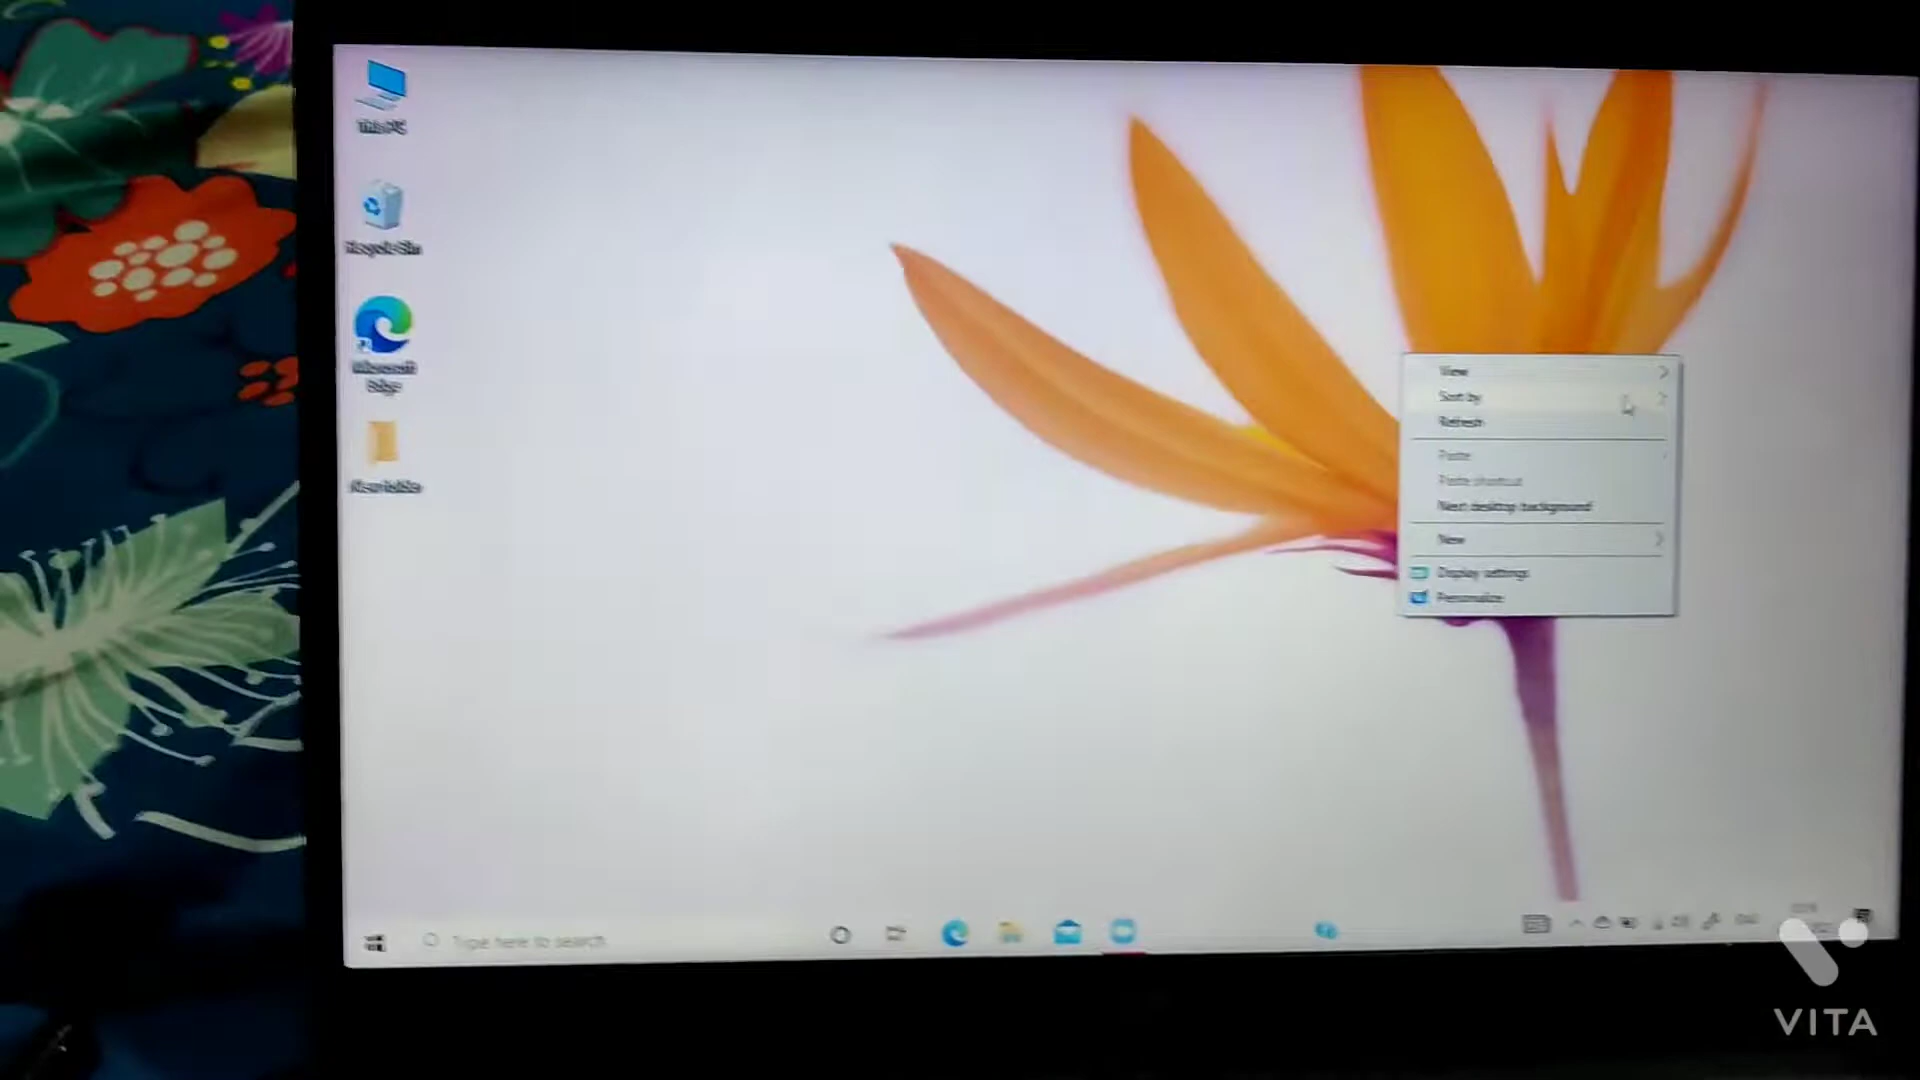 This PC
Recycle Bin
Microsoft
Edge
View
Sort by
Refresh
Paste
Paste shortcut
Next desktop background
New
Display settings
Personalize
Type here to search
VITA